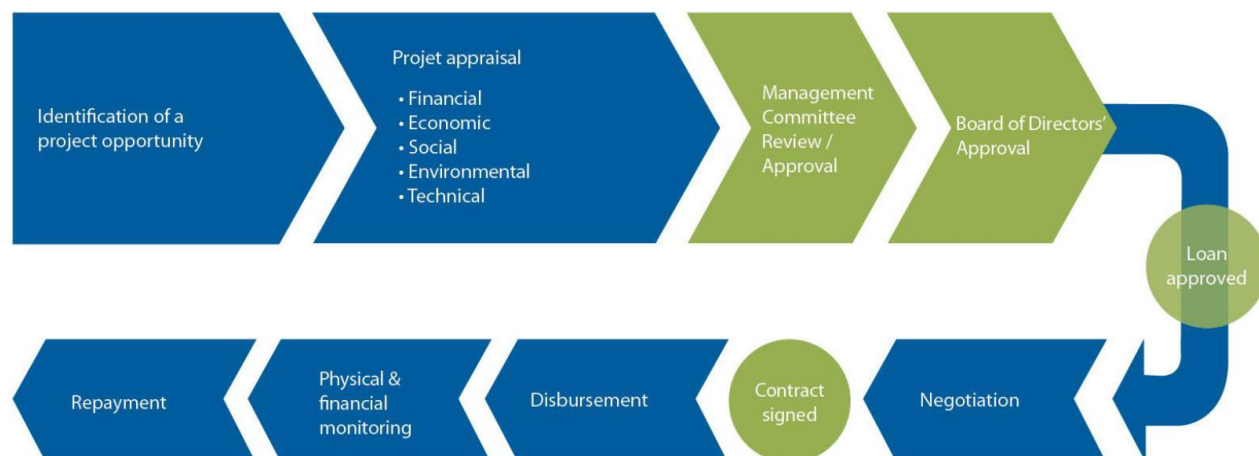 Identification of a
project opportunity
Projet appraisal
• Financial
• Economic
• Social
• Environmental
• Technical
Management
Committee
Review /
Approval
Board of Directors’
Approval
Loan
approved
Negotiation
Contract
signed
Disbursement
Physical &
financial
monitoring
Repayment